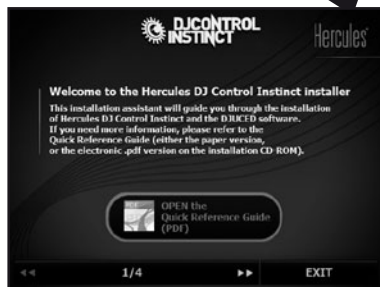 DJCONTROL
INSTINCT
Hercules
Welcome to the Hercules DJ Control Instinct installer
This installation assistant will guide you through the installation
of Hercules DJ Control Instinct and the DJUCED software.
If you need more information, please refer to the
Quick Reference Guide (either the paper version,
or the electronic .pdf version on the installation CD-ROM).
PDF
OPEN the
Quick Reference Guide
(PDF)
1/4
EXIT